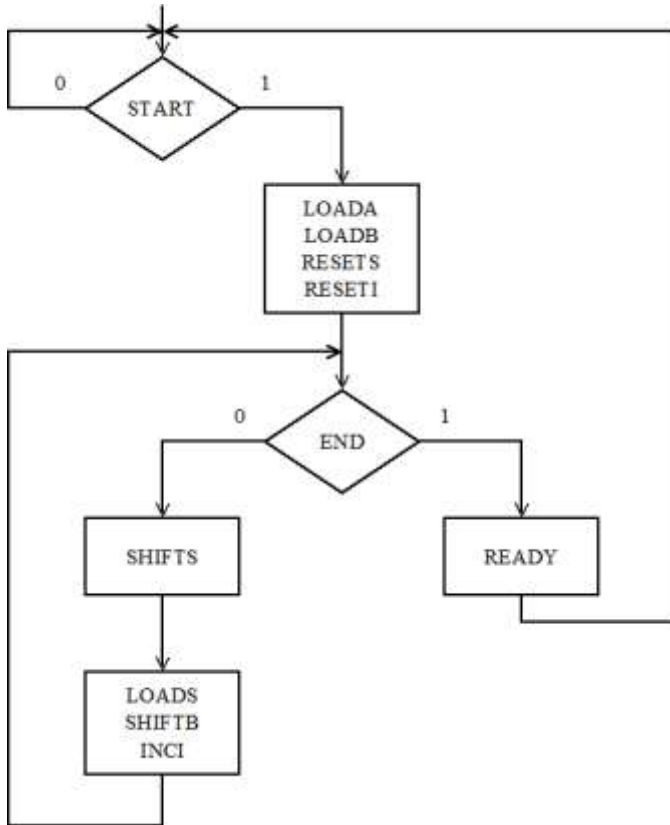 0
START
1
LOADA
LOADB
RESETS
RESETI
0
END
1
SHIFTS
READY
LOADS
SHIFTB
INCI